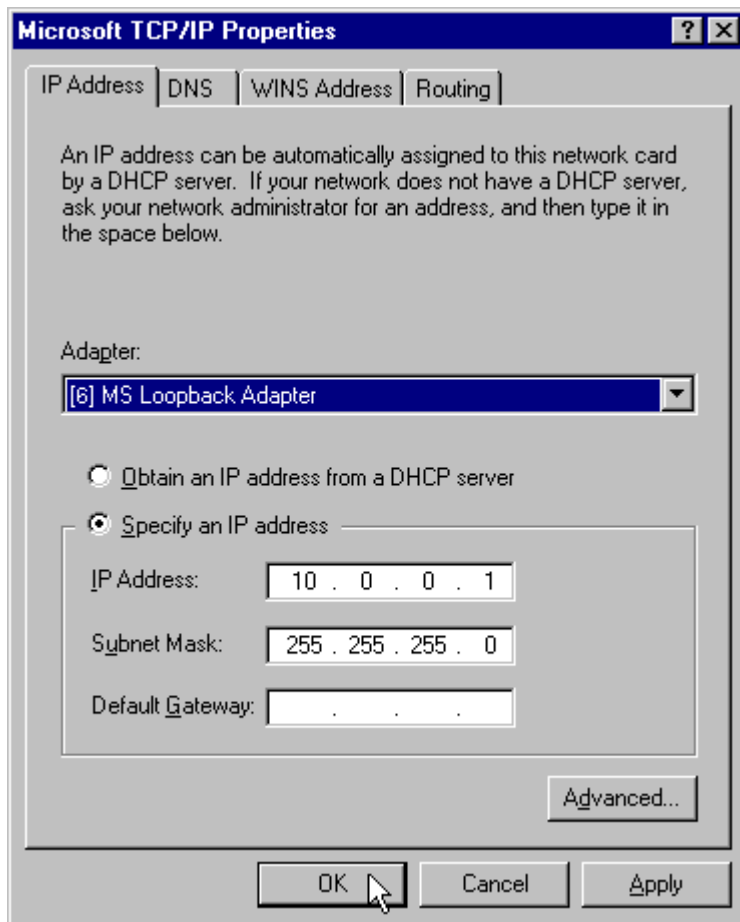 Microsoft TCP/IP Properties
IP Address DNS WINS Address Routing
An IP address can be automatically assigned to this network card
by a DHCP server. If your network does not have a DHCP server,
ask your network administrator for an address, and then type it in
the space below.
Adapter:
[6] MS Loopback Adapter
Obtain an IP address from a DHCP server
Specify an IP address
IP Address: 10 . 0 . 0 . 1
Subnet Mask: 255 . 255 . 255 . 0
Default Gateway: . . .
Advanced...
OK Cancel Apply